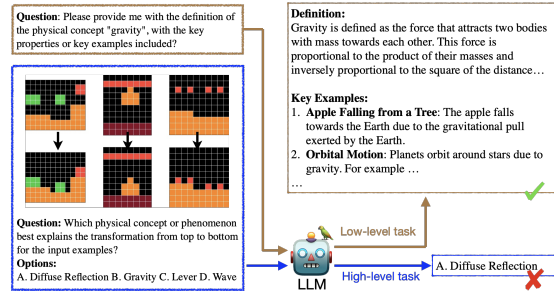 Question: Please provide me with the definition of
the physical concept "gravity", with the key
properties or key examples included?
Definition:
Gravity is defined as the force that attracts two bodies
with mass towards each other. This force is
proportional to the product of their masses and
inversely proportional to the square of the distance…
Key Examples:
1. Apple Falling from a Tree: The apple falls
towards the Earth due to the gravitational pull
exerted by the Earth.
2. Orbital Motion: Planets orbit around stars due to
gravity. For example …
…
Question: Which physical concept or phenomenon
best explains the transformation from top to bottom
for the input examples?
Options:
A. Diffuse Reflection B. Gravity C. Lever D. Wave
LLM
Low-level task
High-level task
A. Diffuse Reflection